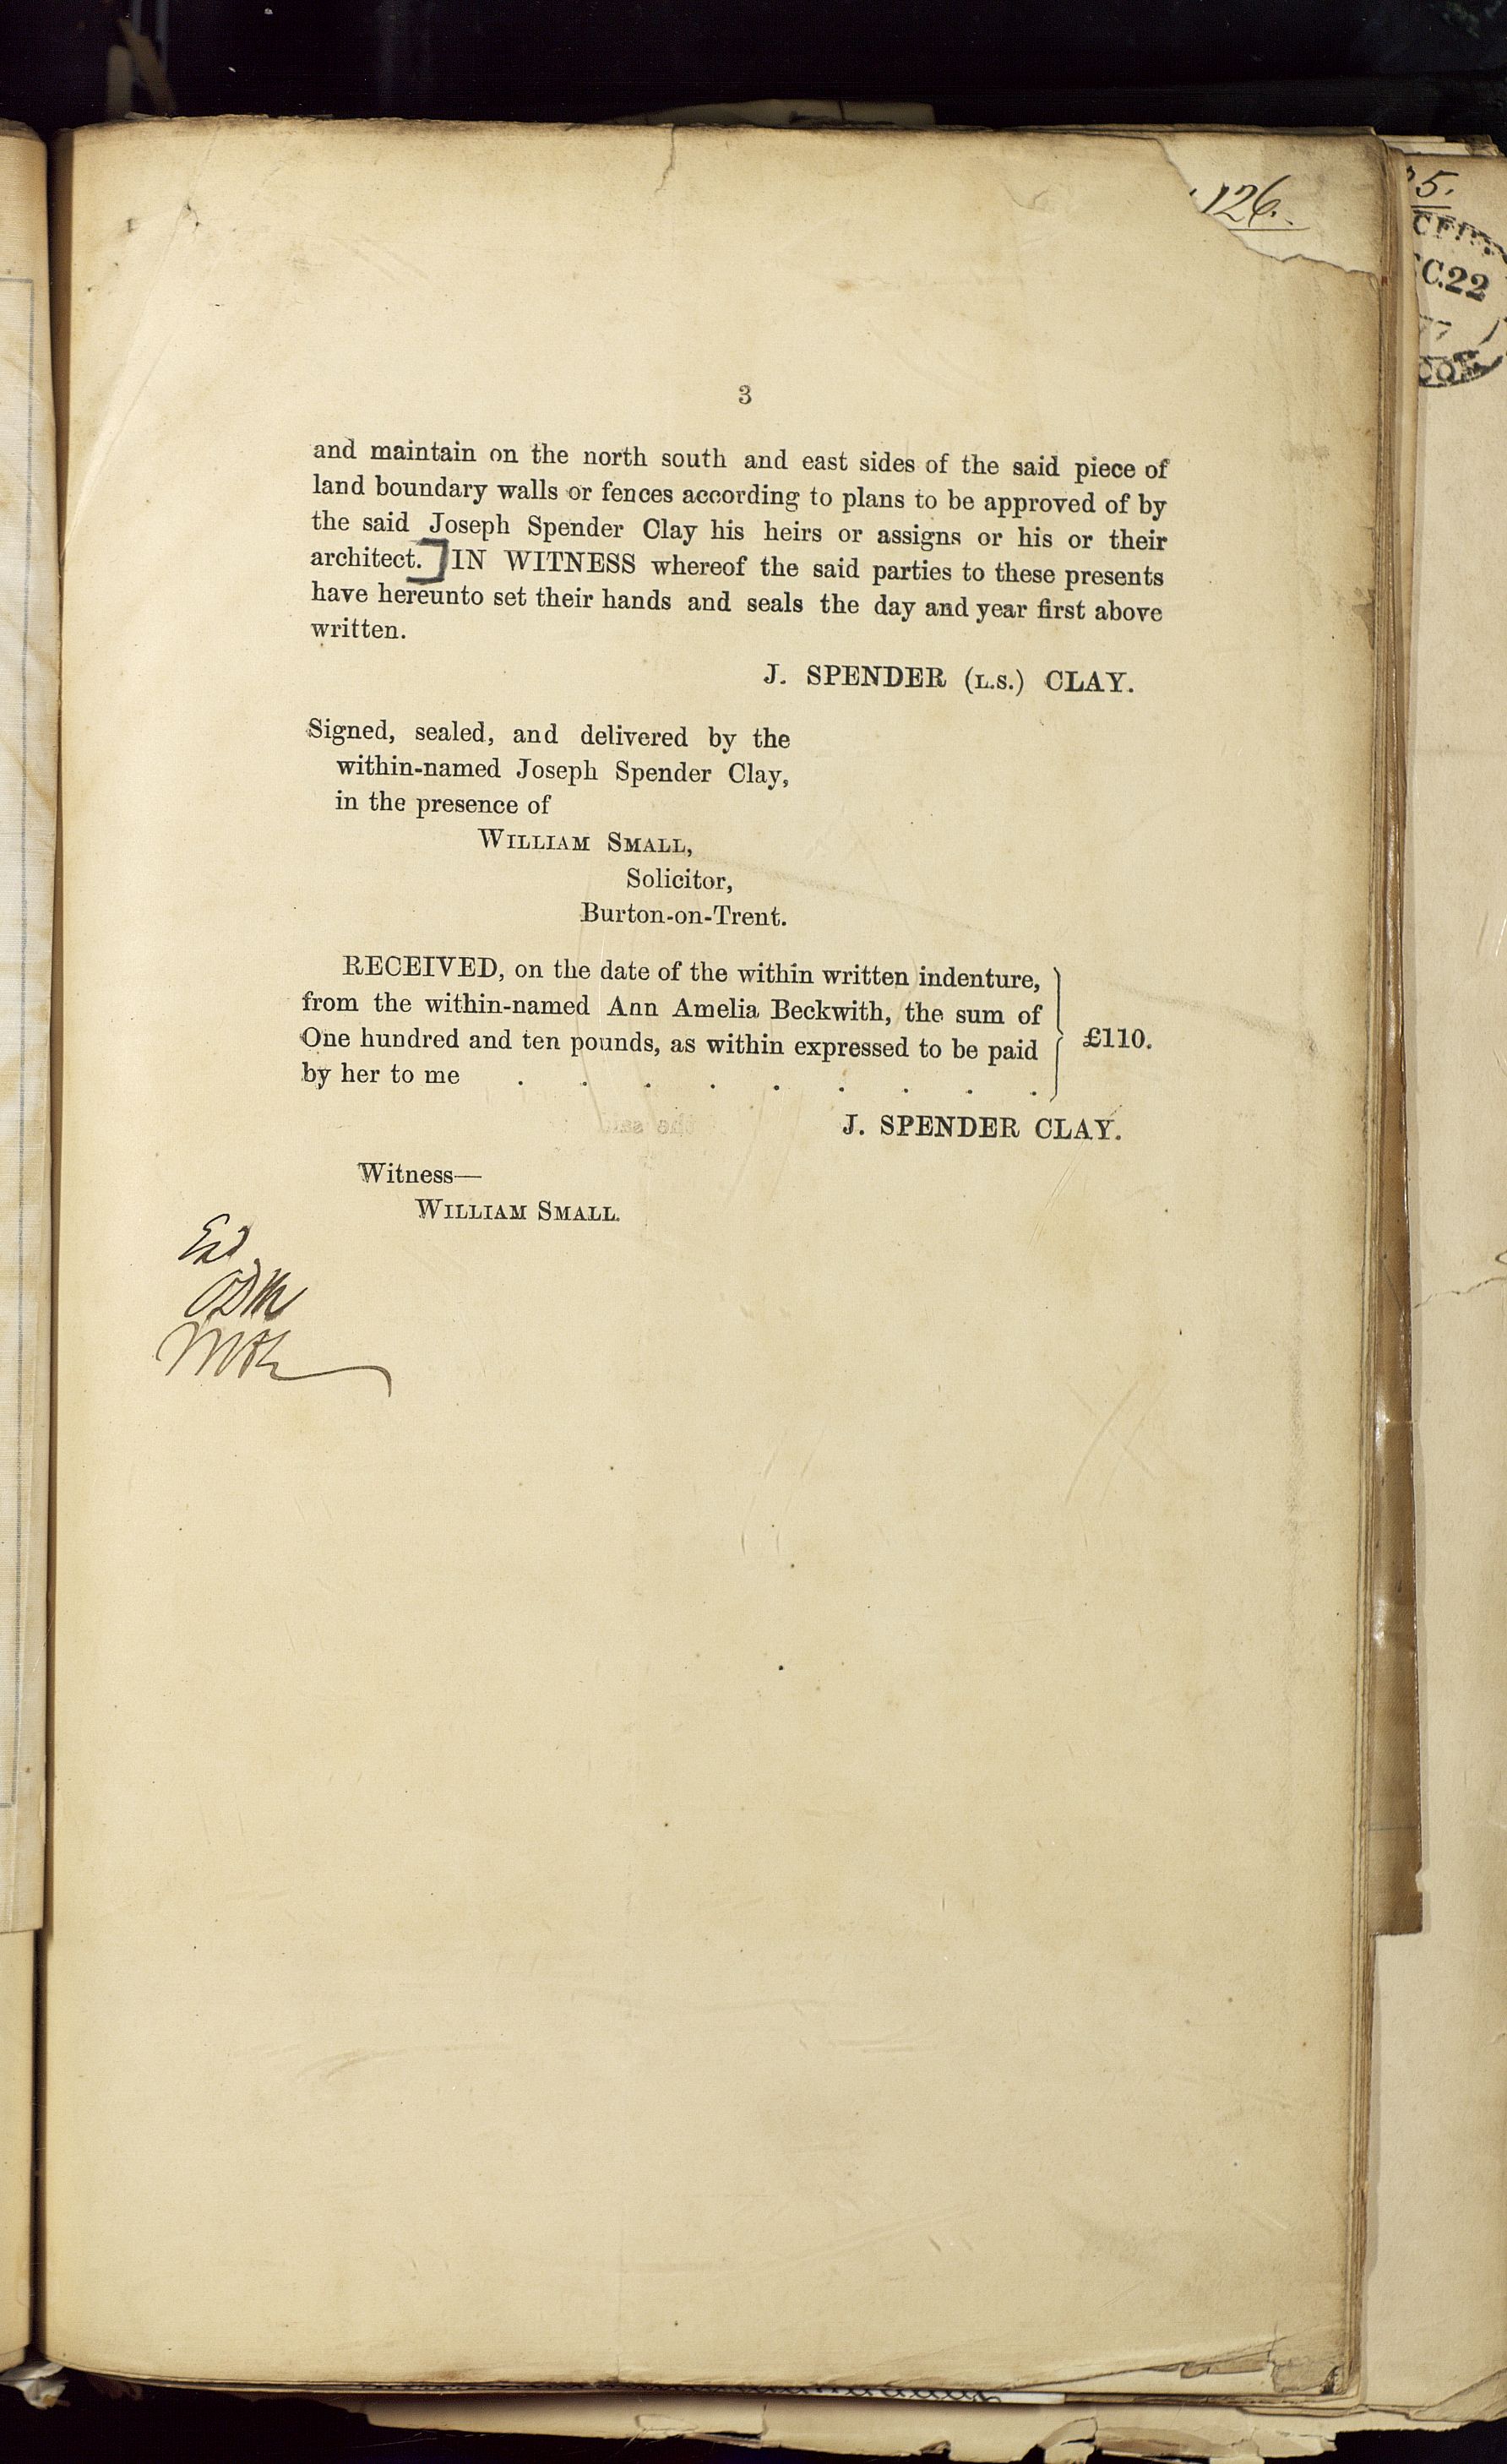 126.
5.
C.22
77
3
and maintain on the north south and east sides of the said piece of
land boundary walls or fences according to plans to be approved of by
the said Joseph Spender Clay his heirs or assigns or his or their
architect.] IN WITNESS whereof the said parties to these presents
have hereunto set their hands and seals the day and year first above
written.
J. SPENDER (L.S.) CLAY.
Signed, sealed, and delivered by the
within-named Joseph Spender Clay,
in the presence of
WILLIAM SMALL,
Solicitor,
Burton-on-Trent.
RECEIVED, on the date of the within written indenture,
from the within-named Ann Amelia Beckwith, the sum of
One hundred and ten pounds, as within expressed to be paid
by her to me . . . . . . . . .
£110.
J. SPENDER CLAY.
Witness—
WILLIAM SMALL.